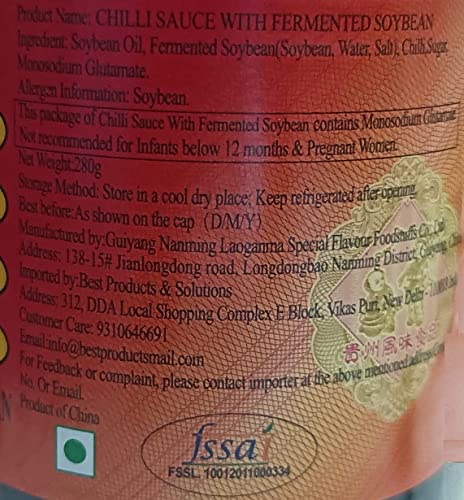 Product Name: CHILLI SAUCE WITH FERMENTED SOYBEAN
Ingredient: Soybean Oil, Fermented Soybean(Soybean, Water, Salt), Chilli,Sugar,
Monosodium Glutamate.
Allergen Information: Soybean.
This package of Chilli Sauce With Fermented Soybean contains Monosodium Glutamate.
Not recommended for Infants below 12 months & Pregnant Women.
Net Weight:280g
Storage Method: Store in a cool dry place; Keep refrigerated after opening.
Best before:As shown on the cap (D/M/Y)
Manufactured by:Guiyang Nanming Laoganma Special Flavour Foodstuffs Co., Ltd.
Address: 138-15# Jianlongdong road, Longdongbao Nanming District, Guiyang,
Imported by:Best Products & Solutions
Address: 312, DDA Local Shopping Complex E Block, Vikas Puri, New Delhi -
Customer Care: 9310646691
Email:info@bestproductsmail.com
For Feedback or complaint, please contact importer at the above mentioned address,
No. Or Email.
Product of China
貴州風味食品
fssai
FSSL. 10012011000334